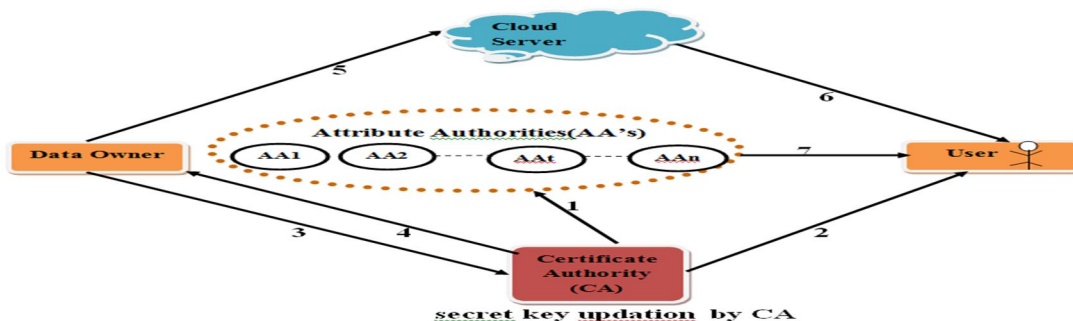 Cloud
Server
5
6
Attribute Authorities(AA's)
Data Owner
AA1
AA2
AAt
AAn
7
User
1
3
4
2
Certificate
Authority
(CA)
secret key updation by CA